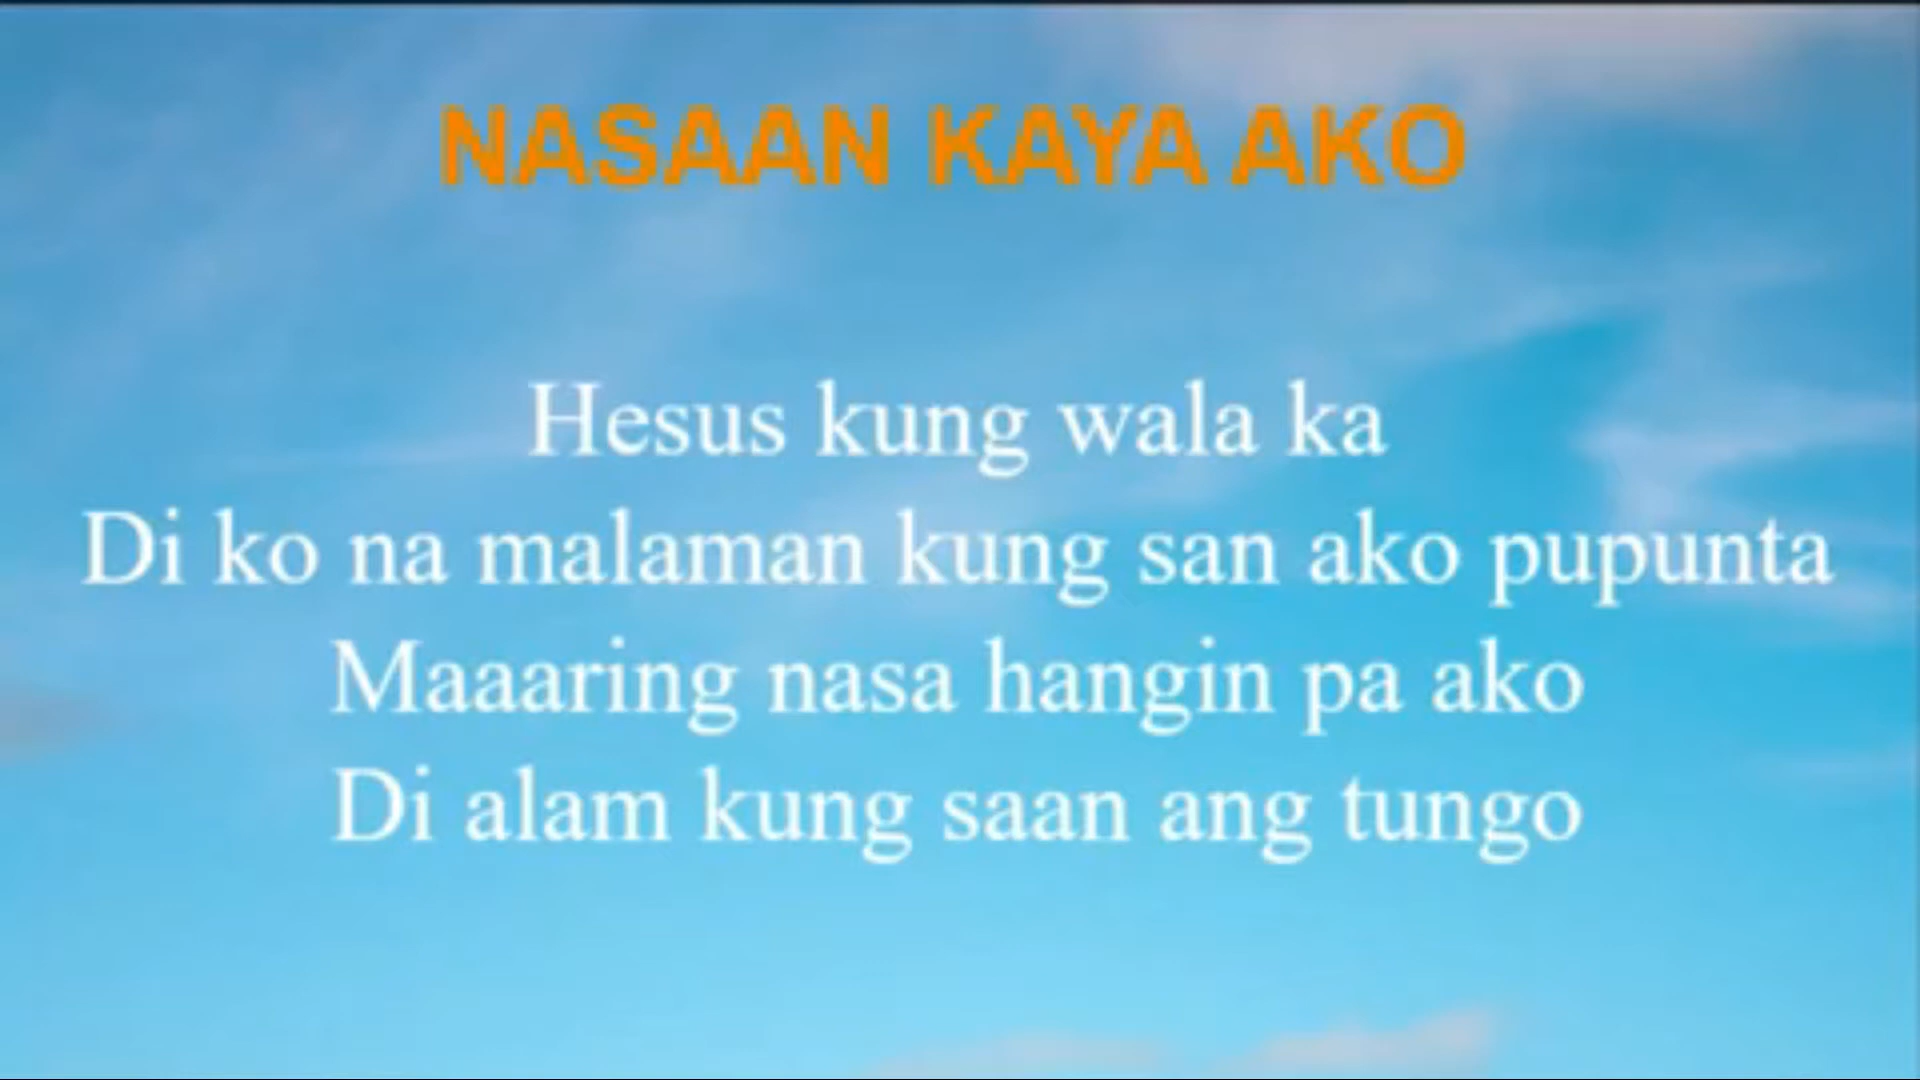 NASAAN KAYA AKO
Hesus kung wala ka
Di ko na malaman kung san ako pupunta
Maaaring nasa hangin pa ako
Di alam kung saan ang tungo